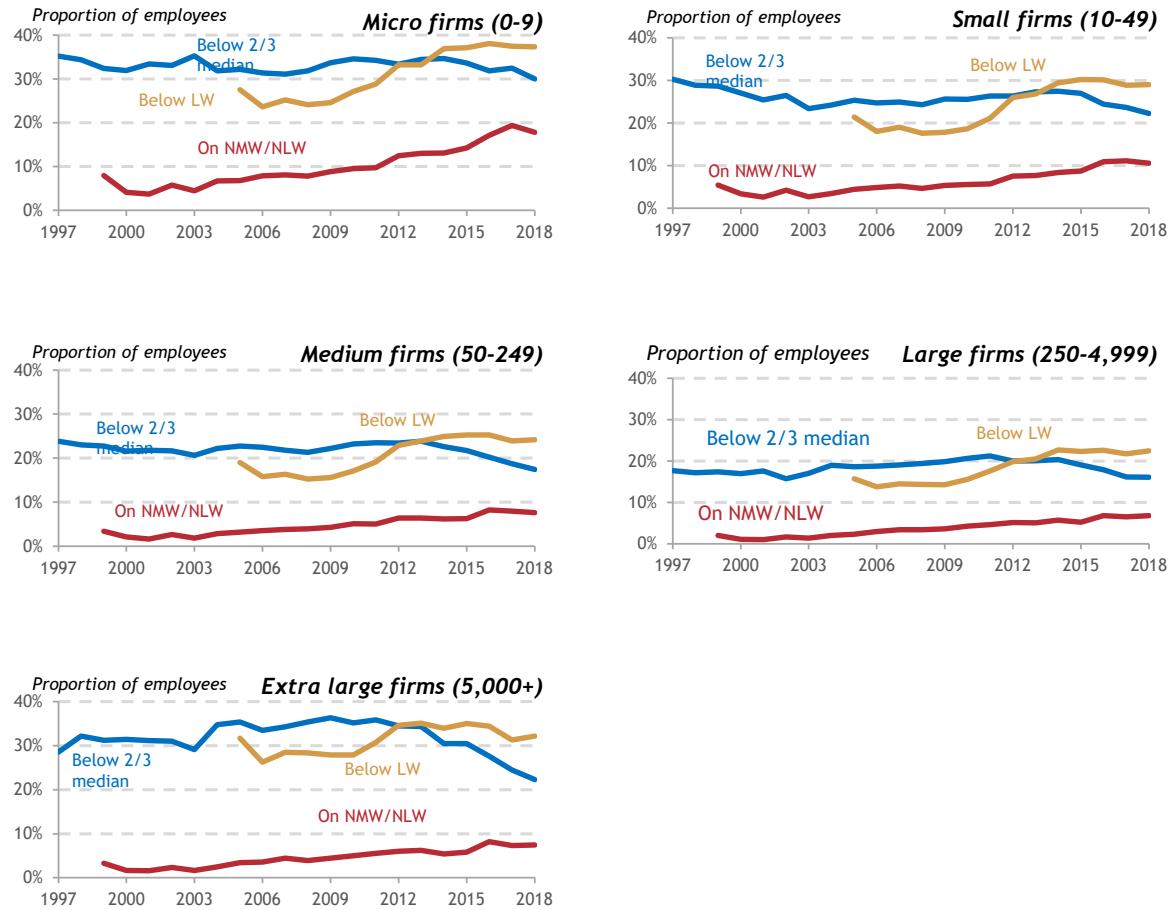 Proportion of employees
Micro firms (0-9)
40%
30%
20%
10%
0%
Below 2/3
median
Below LW
On NMW/NLW
1997 2000 2003 2006 2009 2012 2015 2018
Proportion of employees
Small firms (10-49)
40%
30%
20%
10%
0%
Below 2/3
median
Below LW
On NMW/NLW
1997 2000 2003 2006 2009 2012 2015 2018
Proportion of employees
Medium firms (50-249)
40%
30%
20%
10%
0%
Below 2/3
median
Below LW
On NMW/NLW
1997 2000 2003 2006 2009 2012 2015 2018
Proportion of employees
Large firms (250-4,999)
40%
30%
20%
10%
0%
Below 2/3 median
Below LW
On NMW/NLW
1997 2000 2003 2006 2009 2012 2015 2018
Proportion of employees
Extra large firms (5,000+)
40%
30%
20%
10%
0%
Below 2/3
median
Below LW
On NMW/NLW
1997 2000 2003 2006 2009 2012 2015 2018